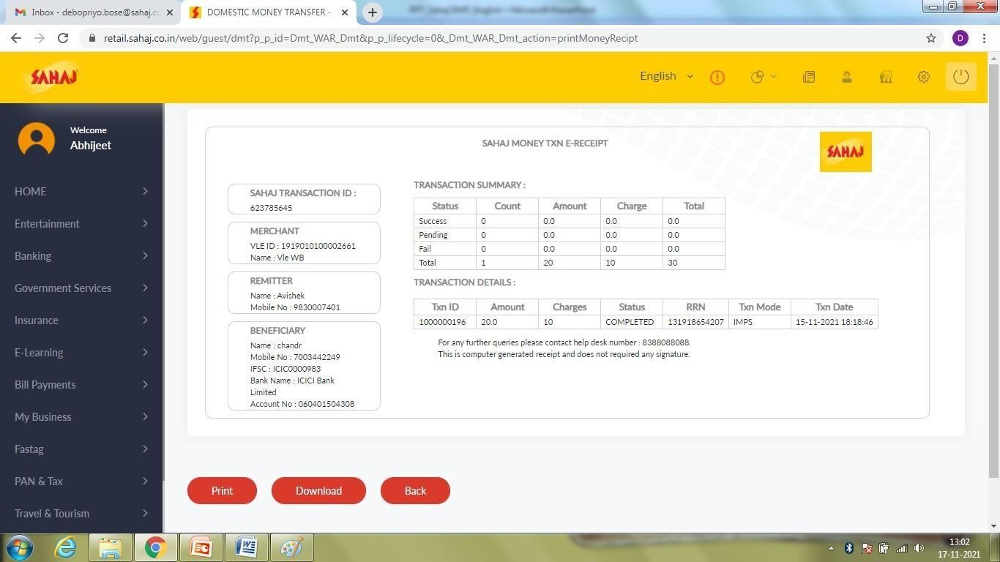 Inbox - debopriyo.bose@sahaj.cc
DOMESTIC MONEY TRANSFER -
retail.sahaj.co.in/web/guest/dmt?p_p_id=Dmt_WAR_Dmt&p_p_lifecycle=0&_Dmt_WAR_Dmt_action=printMoneyRecipt
D
SAHAJ
English
Welcome
Abhijeet
HOME
Entertainment
Banking
Government Services
Insurance
E-Learning
Bill Payments
My Business
Fastag
PAN & Tax
Travel & Tourism
SAHAJ MONEY TXN E-RECEIPT
SAHAJ
SAHAJ TRANSACTION ID :
623785645
MERCHANT
VLE ID : 1919010100002661
Name : Vle WB
REMITTER
Name : Avishek
Mobile No : 9830007401
BENEFICIARY
Name : chandr
Mobile No : 7003442249
IFSC : ICIC0000983
Bank Name : ICICI Bank
Limited
Account No : 060401504308
TRANSACTION SUMMARY :
Status Count Amount Charge Total
Success 0 0.0 0.0 0.0
Pending 0 0.0 0.0 0.0
Fail 0 0.0 0.0 0.0
Total 1 20 10 30
TRANSACTION DETAILS :
Txn ID Amount Charges Status RRN Txn Mode Txn Date
1000000196 20.0 10 COMPLETED 131918654207 IMPS 15-11-2021 18:18:46
For any further queries please contact help desk number : 8388088088.
This is computer generated receipt and does not required any signature.
Print
Download
Back
13:02
17-11-2021